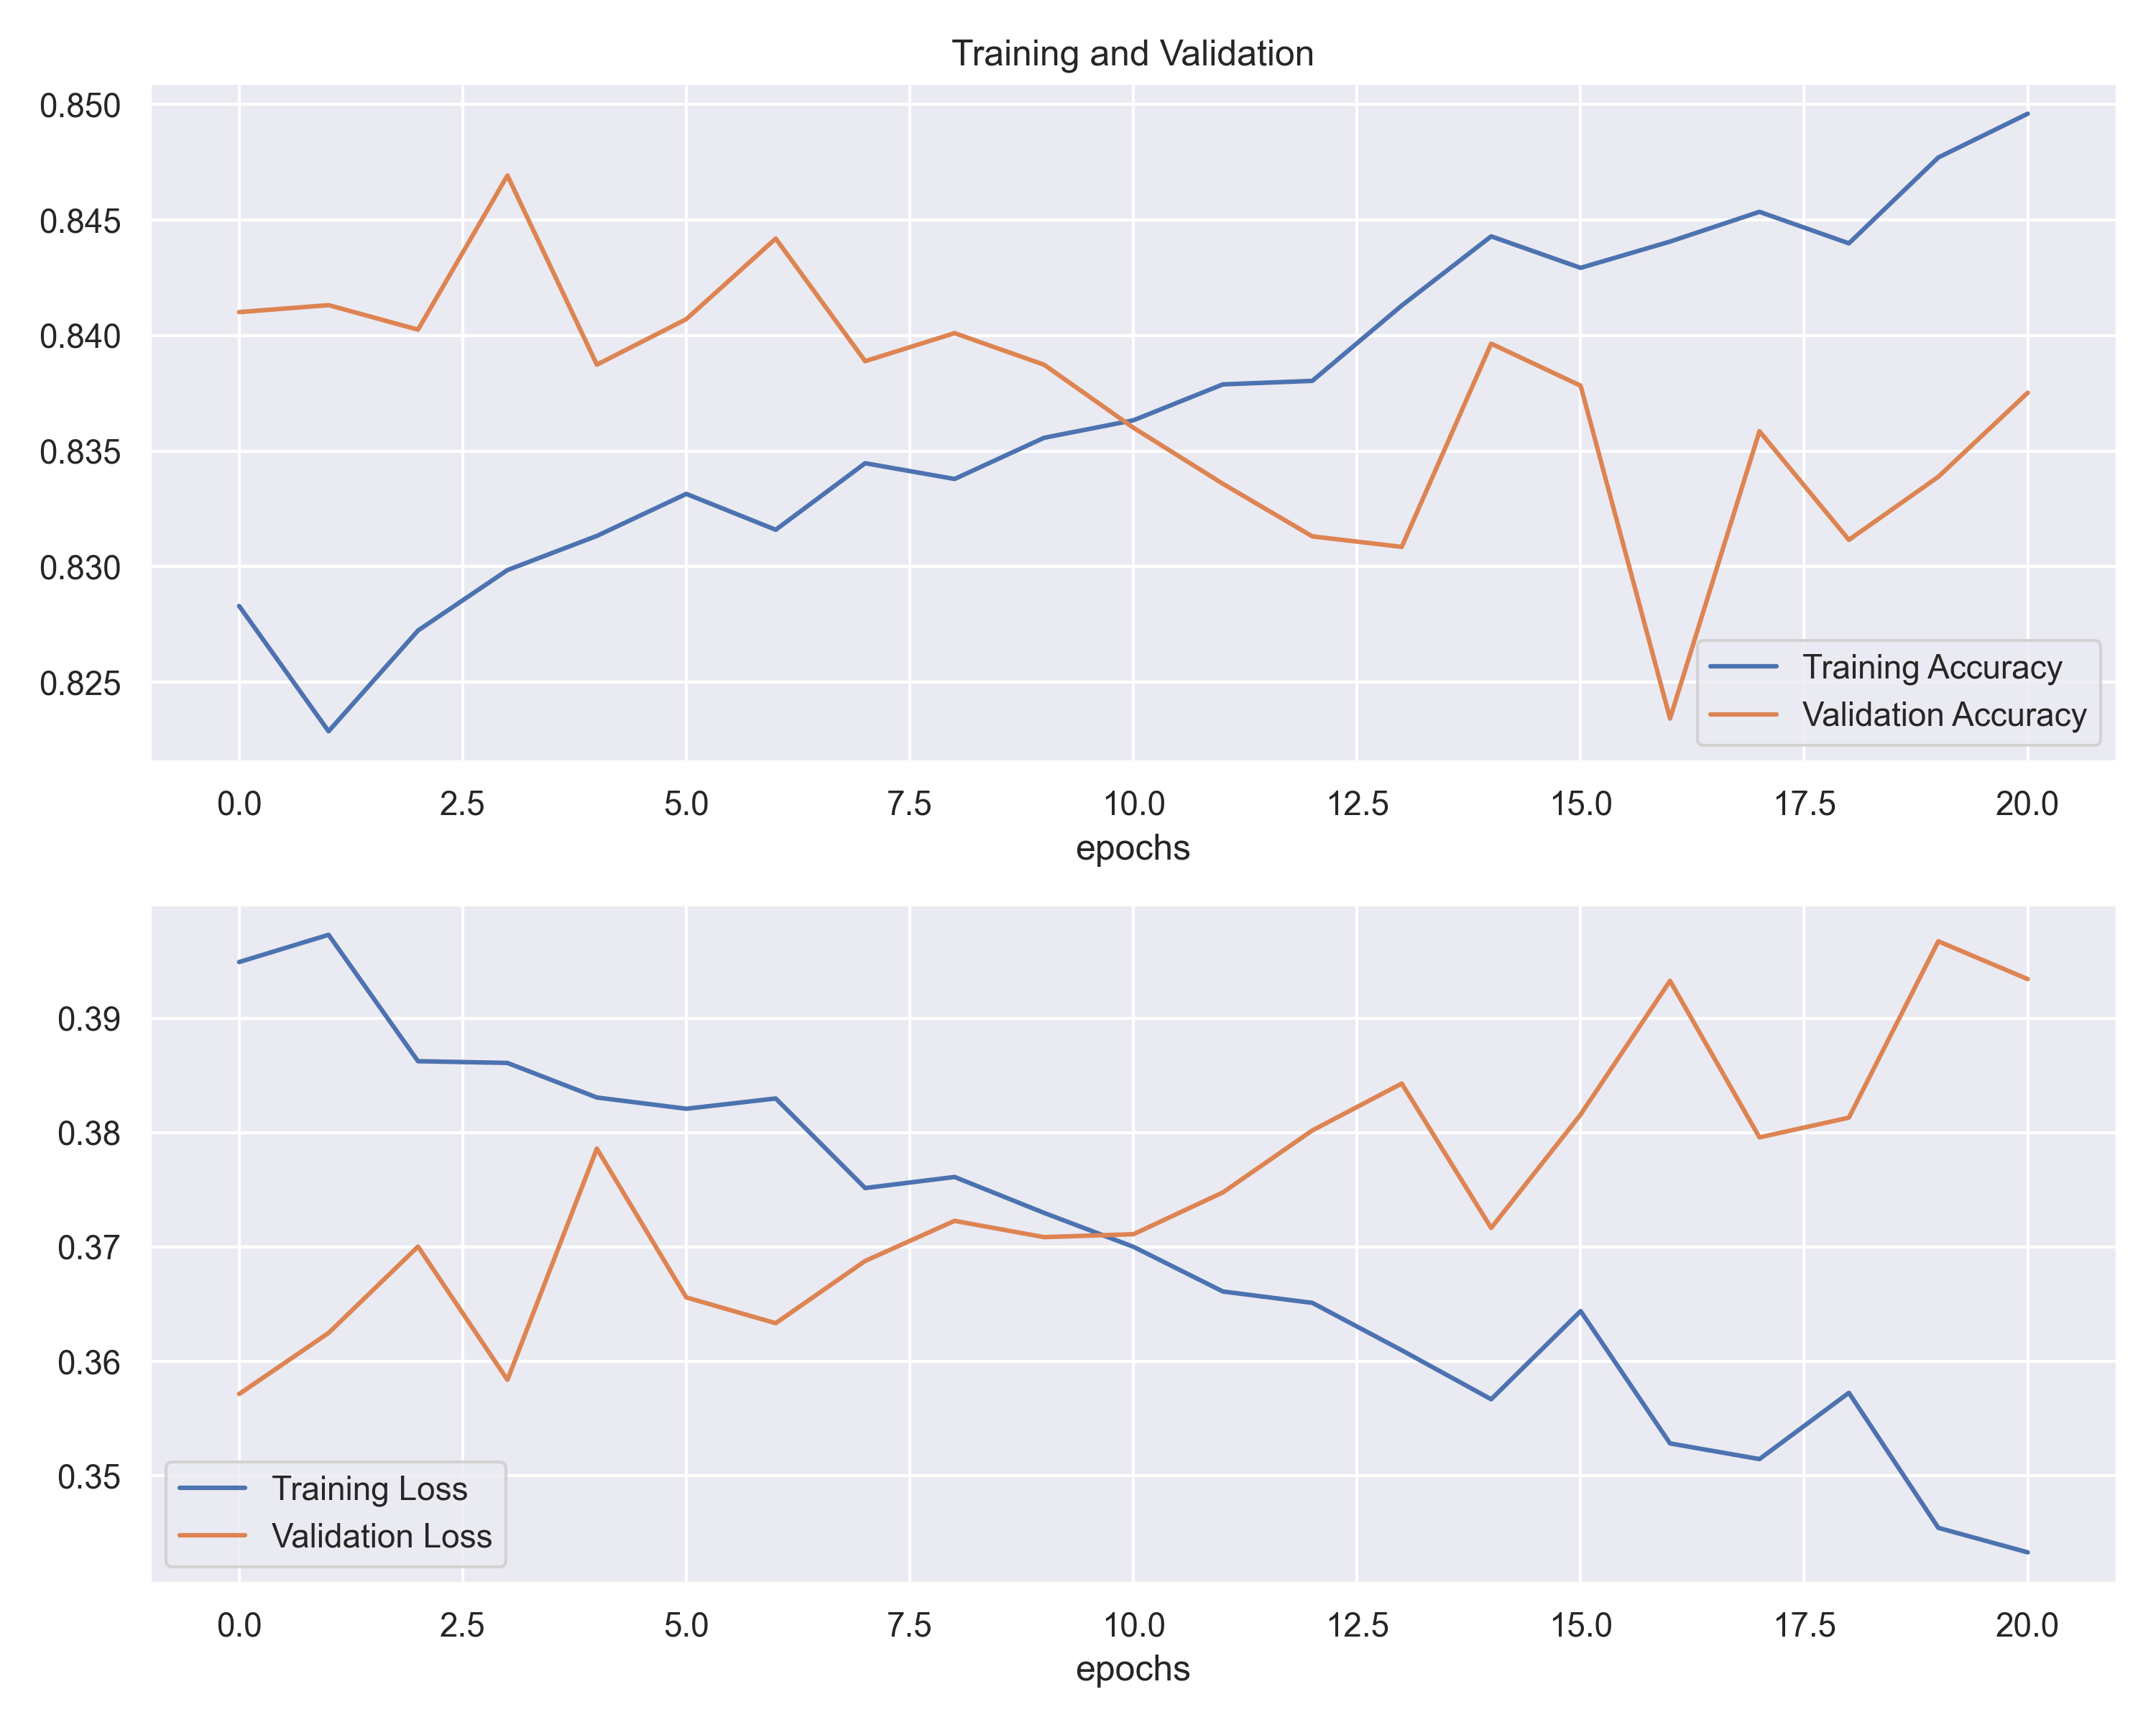 Training and Validation
0.850
0.845
0.840
0.835
0.830
0.825
Training Accuracy
Validation Accuracy
0.0 2.5 5.0 7.5 10.0 12.5 15.0 17.5 20.0
epochs
0.39
0.38
0.37
0.36
0.35
Training Loss
Validation Loss
0.0 2.5 5.0 7.5 10.0 12.5 15.0 17.5 20.0
epochs